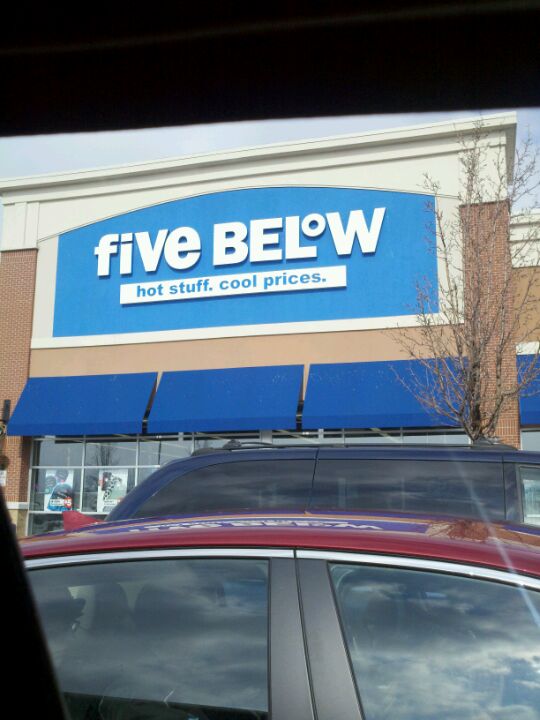 five BELOW
hot stuff. cool prices.